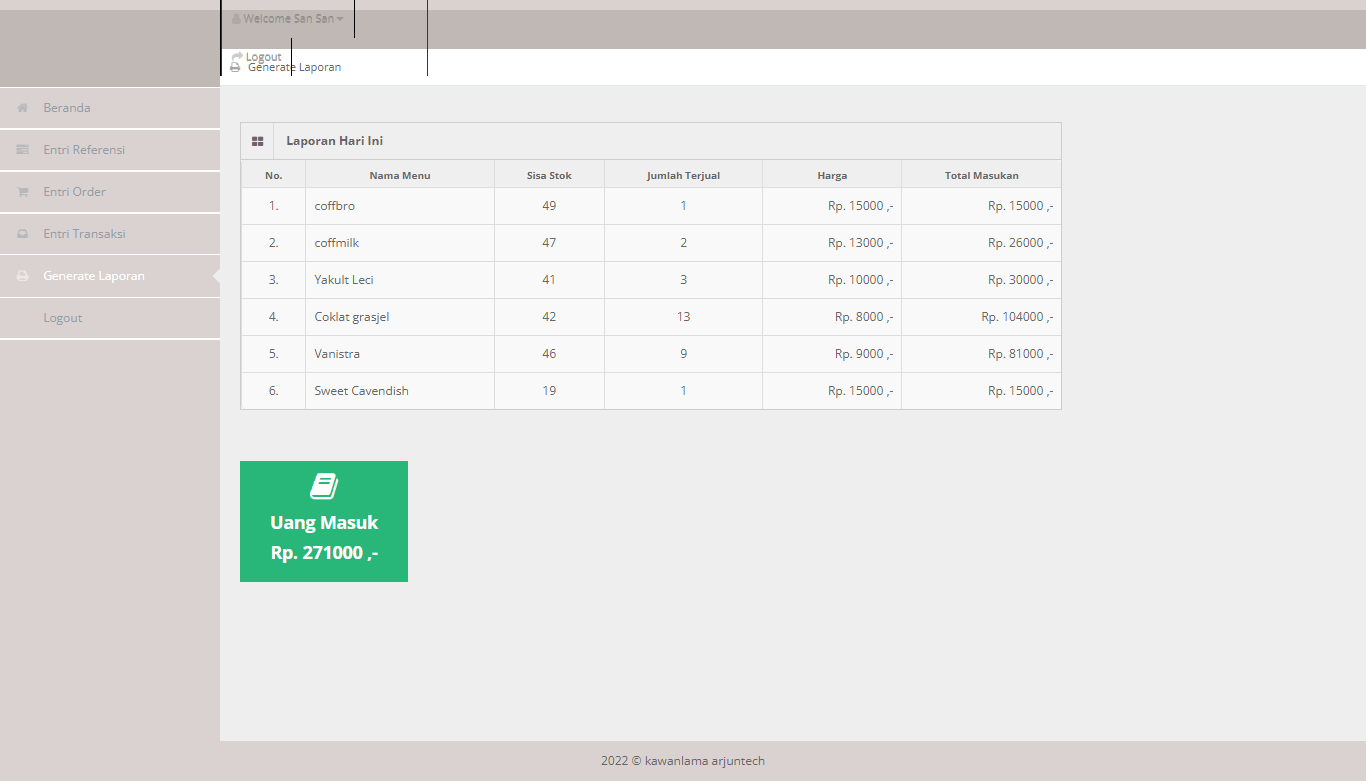 Welcome San San
Logout
Generate Laporan
Beranda
Entri Referensi
Entri Order
Entri Transaksi
Generate Laporan
Logout
Laporan Hari Ini
No. Nama Menu Sisa Stok Jumlah Terjual Harga Total Masukan
1. coffbro 49 1 Rp. 15000 ,- Rp. 15000 ,-
2. coffmilk 47 2 Rp. 13000 ,- Rp. 26000 ,-
3. Yakult Leci 41 3 Rp. 10000 ,- Rp. 30000 ,-
4. Coklat grasjel 42 13 Rp. 8000 ,- Rp. 104000 ,-
5. Vanistra 46 9 Rp. 9000 ,- Rp. 81000 ,-
6. Sweet Cavendish 19 1 Rp. 15000 ,- Rp. 15000 ,-
Uang Masuk
Rp. 271000 ,-
2022 © kawanlama arjuntech